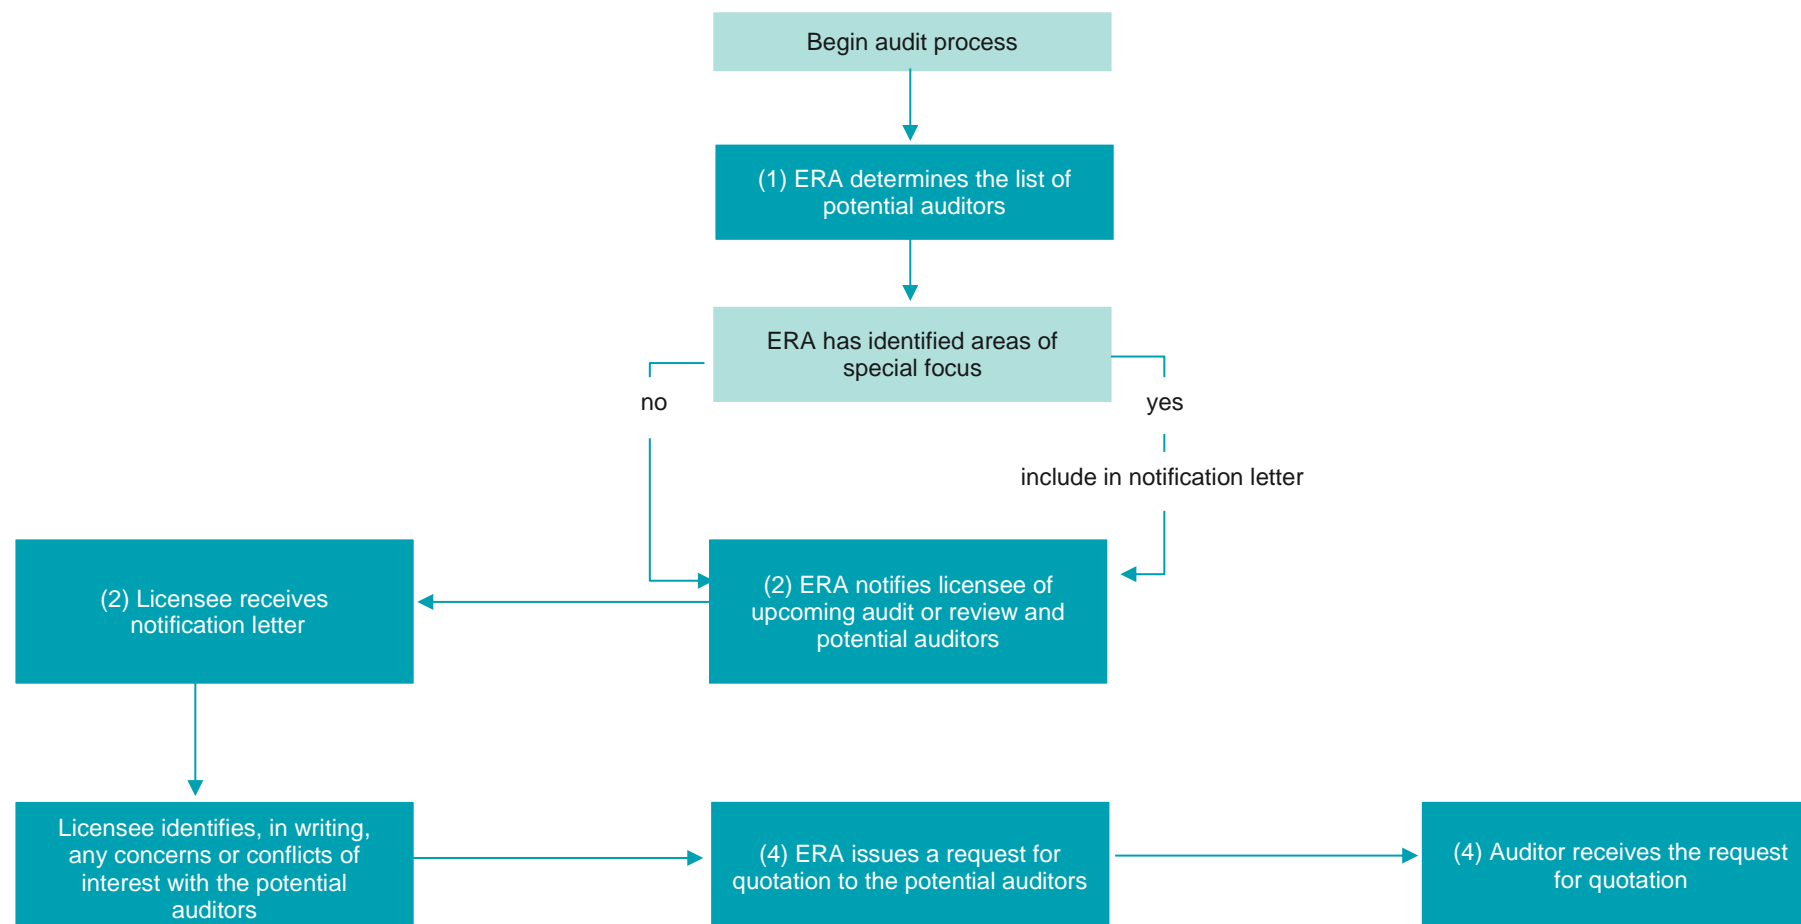 Begin audit process
(1) ERA determines the list of
potential auditors
ERA has identified areas of
special focus
no
yes
include in notification letter
(2) Licensee receives
notification letter
(2) ERA notifies licensee of
upcoming audit or review and
potential auditors
Licensee identifies, in writing,
any concerns or conflicts of
interest with the potential
auditors
(4) ERA issues a request for
quotation to the potential auditors
(4) Auditor receives the request
for quotation